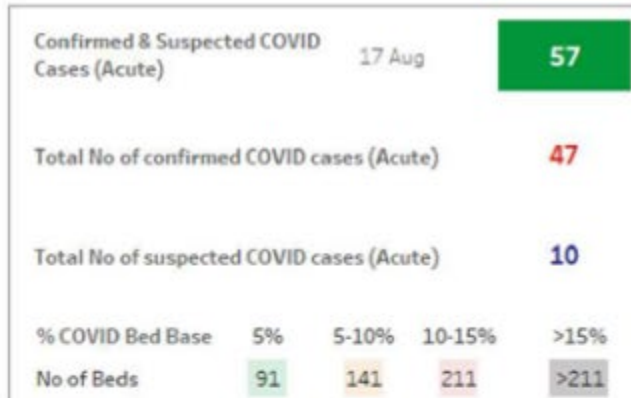 Confirmed & Suspected COVID
Cases (Acute)
17 Aug
57
Total No of confirmed COVID cases (Acute) 47
Total No of suspected COVID cases (Acute) 10
% COVID Bed Base 5% 5-10% 10-15% >15%
No of Beds 91 141 211 >211